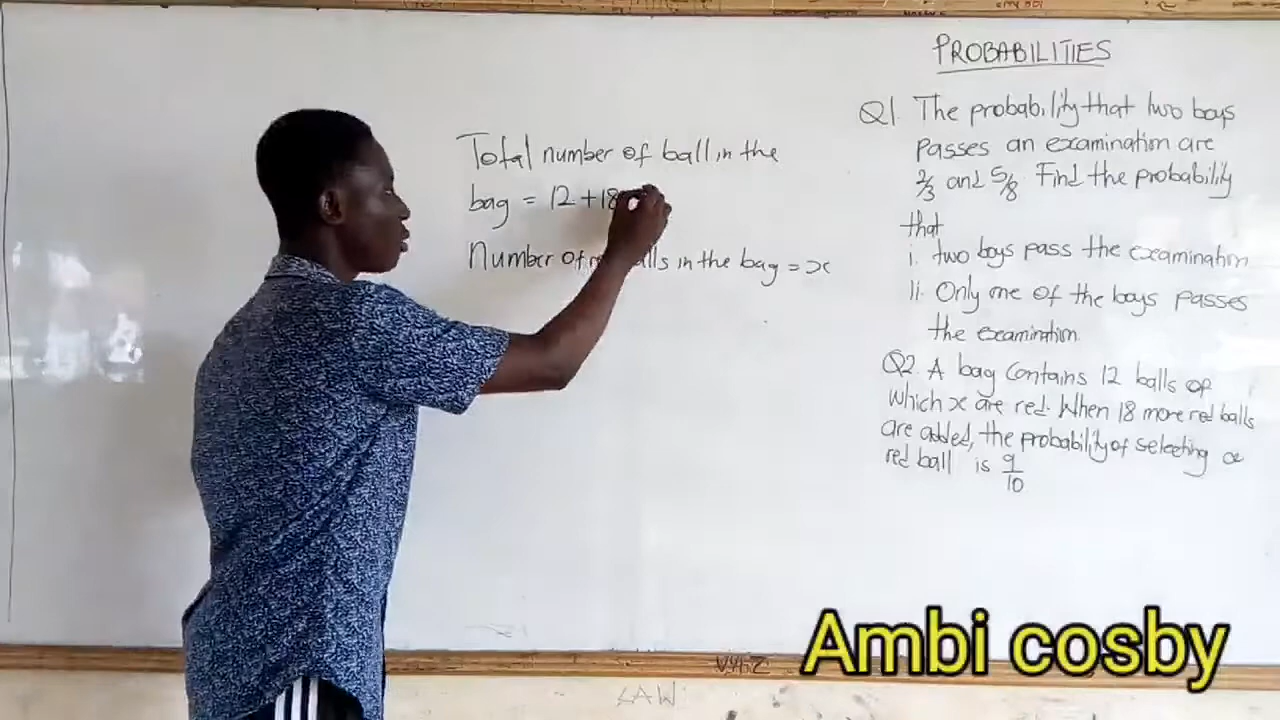 PROBABILITIES
Q1. The probability that two boys
passes an examination are
2/3 and 5/8. Find the probability
that
i. two boys pass the examination
ii. Only one of the boys passes
the examination.
Q2. A bag contains 12 balls of
which x are red. When 18 more red balls
are added, the probability of selecting a
red ball is 9/10
Total number of ball in the
bag = 12 + 18
Number of balls in the bag = x
Ambi cosby
LAW